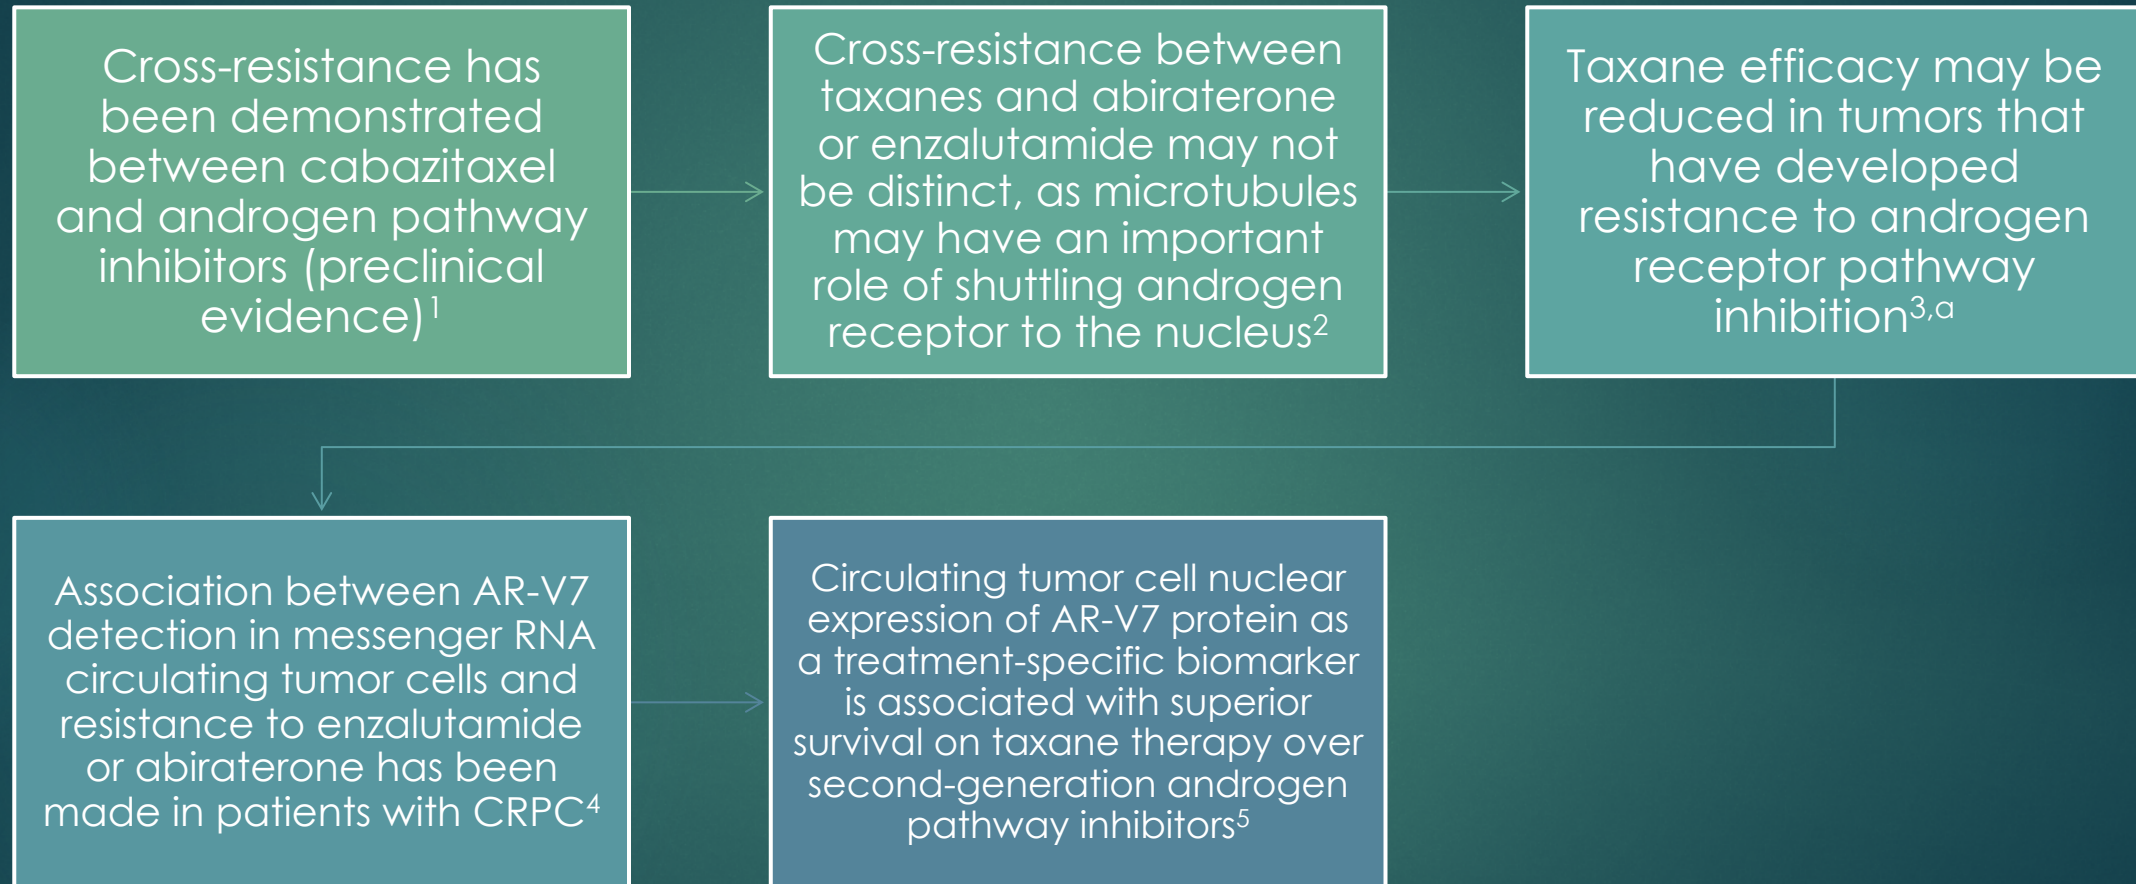 Cross-resistance has
been demonstrated
between cabazitaxel
and androgen pathway
inhibitors (preclinical
evidence)1
Cross-resistance between
taxanes and abiraterone
or enzalutamide may not
be distinct, as microtubules
may have an important
role of shuttling androgen
receptor to the nucleus2
Taxane efficacy may be
reduced in tumors that
have developed
resistance to androgen
receptor pathway
inhibition3,a
Association between AR-V7
detection in messenger RNA
circulating tumor cells and
resistance to enzalutamide
or abiraterone has been
made in patients with CRPC4
Circulating tumor cell nuclear
expression of AR-V7 protein as
a treatment-specific biomarker
is associated with superior
survival on taxane therapy over
second-generation androgen
pathway inhibitors5